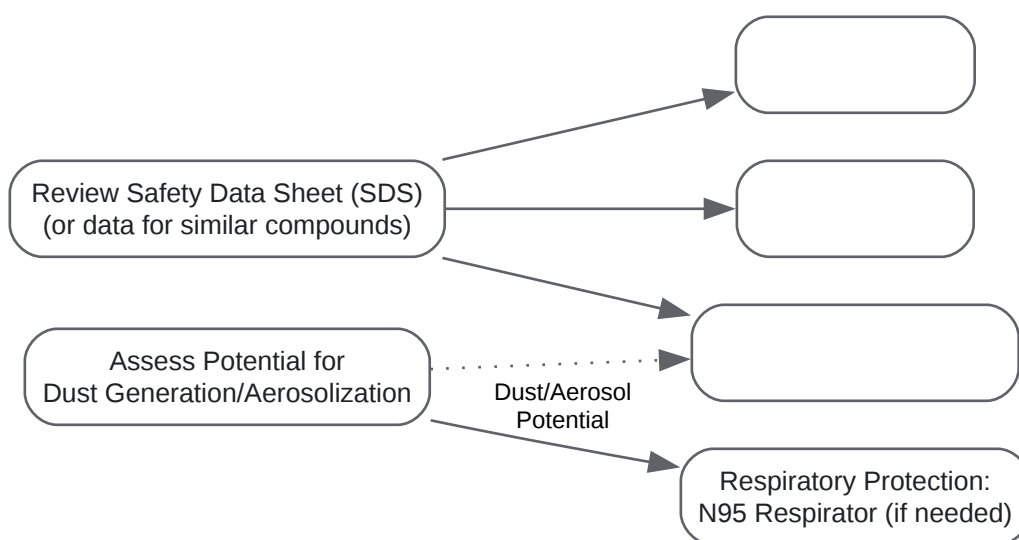 Review Safety Data Sheet (SDS)
(or data for similar compounds)
Assess Potential for
Dust Generation/Aerosolization
Dust/Aerosol
Potential
Respiratory Protection:
N95 Respirator (if needed)